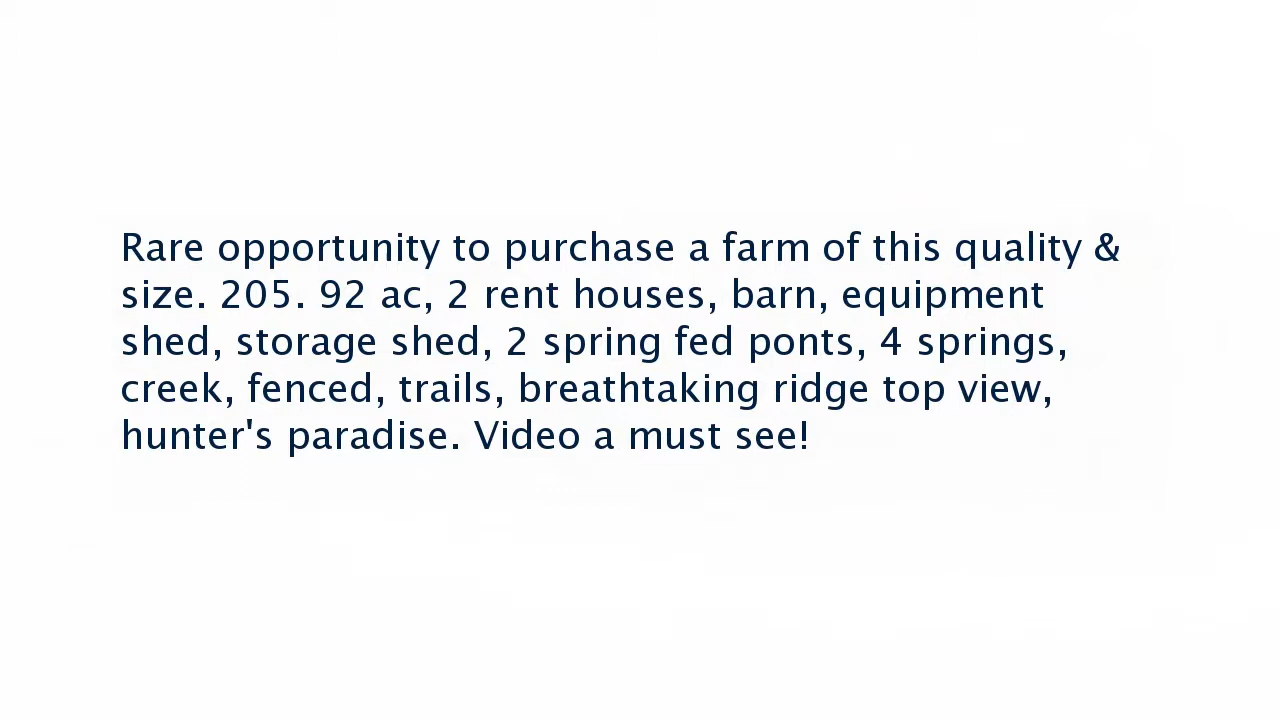 Rare opportunity to purchase a farm of this quality &
size. 205. 92 ac, 2 rent houses, barn, equipment
shed, storage shed, 2 spring fed ponts, 4 springs,
creek, fenced, trails, breathtaking ridge top view,
hunter's paradise. Video a must see!